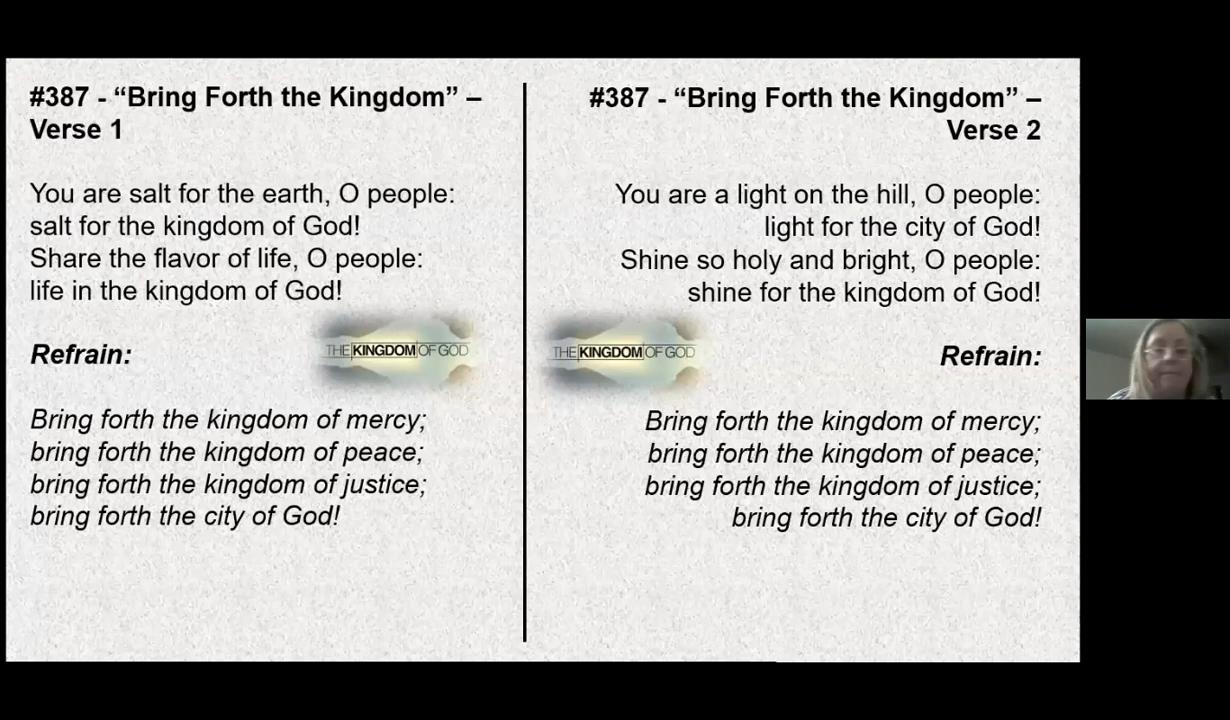 #387 - “Bring Forth the Kingdom” –
Verse 1
You are salt for the earth, O people:
salt for the kingdom of God!
Share the flavor of life, O people:
life in the kingdom of God!
THE KINGDOM OF GOD
Refrain:
Bring forth the kingdom of mercy;
bring forth the kingdom of peace;
bring forth the kingdom of justice;
bring forth the city of God!
#387 - “Bring Forth the Kingdom” –
Verse 2
You are a light on the hill, O people:
light for the city of God!
Shine so holy and bright, O people:
shine for the kingdom of God!
THE KINGDOM OF GOD
Refrain:
Bring forth the kingdom of mercy;
bring forth the kingdom of peace;
bring forth the kingdom of justice;
bring forth the city of God!